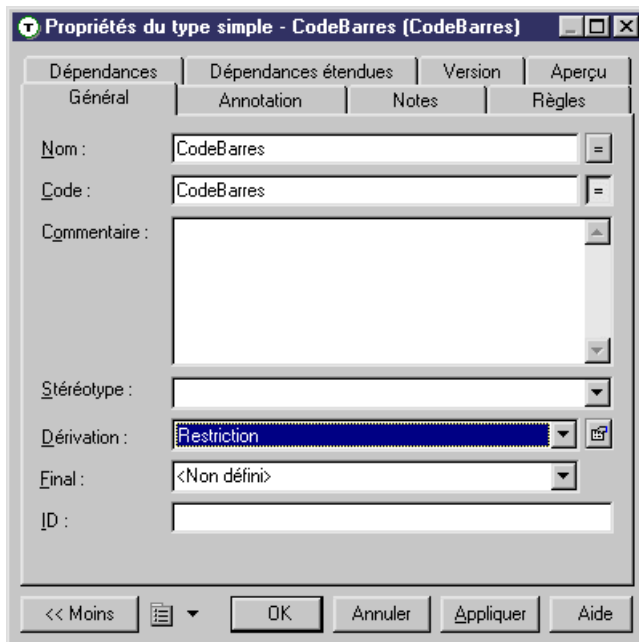 Propriétés du type simple - CodeBarres (CodeBarres)
Dépendances Dépendances étendues Version Aperçu
Général Annotation Notes Règles
Nom : CodeBarres =
Code : CodeBarres =
Commentaire :
Stéréotype :
Dérivation : Restriction
Final : <Non défini>
ID :
<< Moins OK Annuler Appliquer Aide